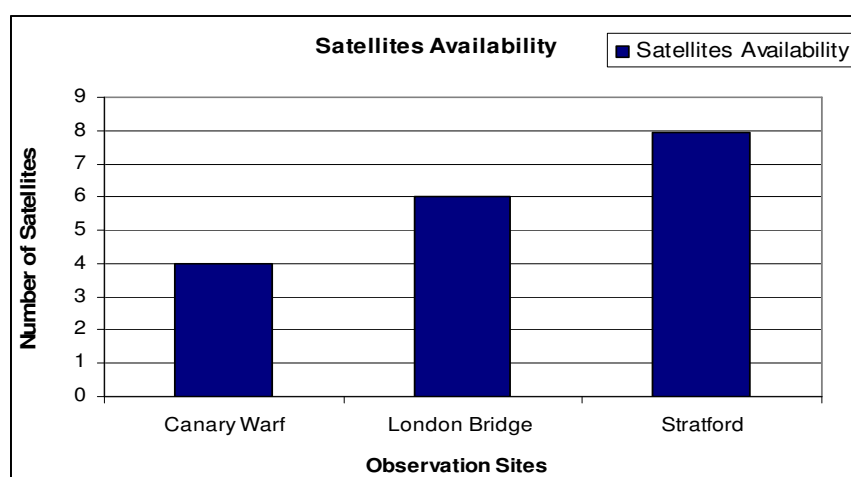 Satellites Availability
Satellites Availability
Number of Satellites
9
8
7
6
5
4
3
2
1
0
Canary Warf London Bridge Stratford
Observation Sites